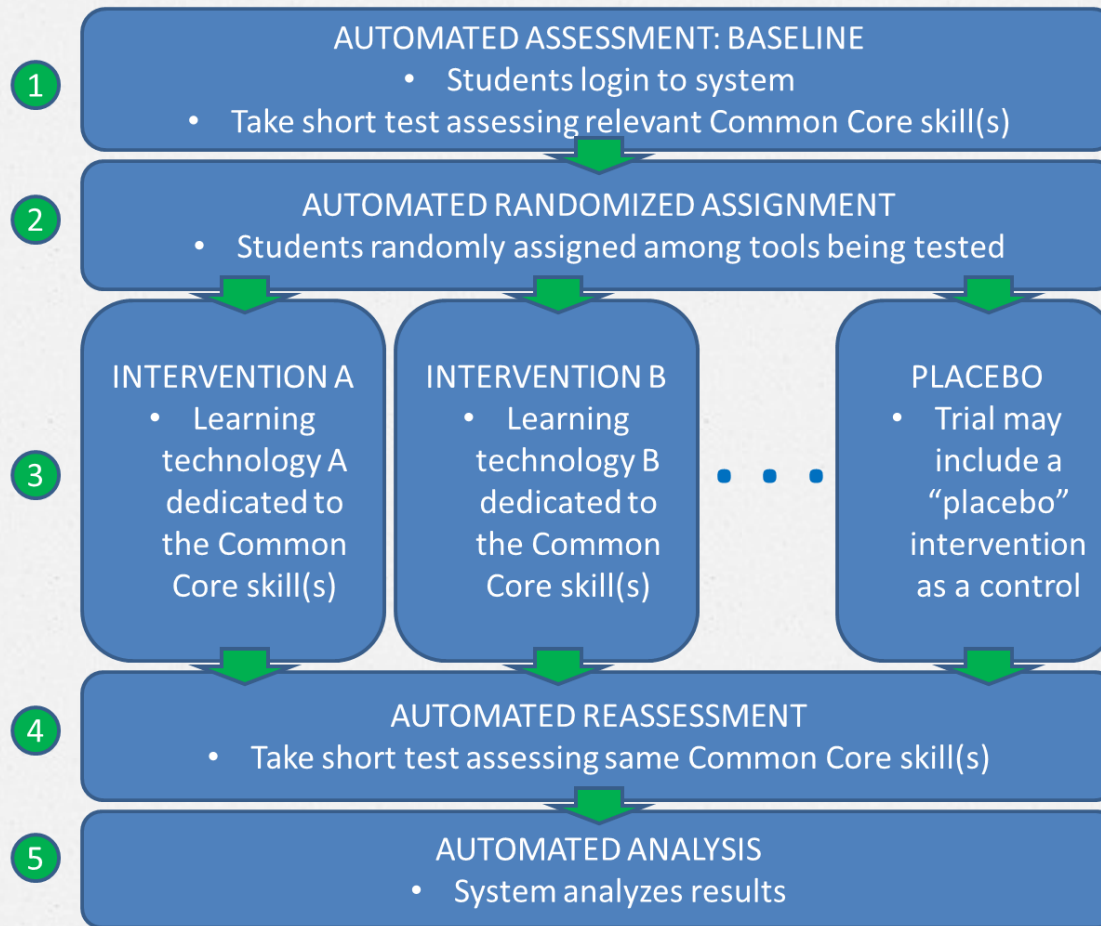 1
AUTOMATED ASSESSMENT: BASELINE
• Students login to system
• Take short test assessing relevant Common Core skill(s)
2
AUTOMATED RANDOMIZED ASSIGNMENT
• Students randomly assigned among tools being tested
3
INTERVENTION A
• Learning
technology A
dedicated to
the Common
Core skill(s)
INTERVENTION B
• Learning
technology B
dedicated to
the Common
Core skill(s)
. . .
PLACEBO
• Trial may
include a
“placebo”
intervention
as a control
4
AUTOMATED REASSESSMENT
• Take short test assessing same Common Core skill(s)
5
AUTOMATED ANALYSIS
• System analyzes results